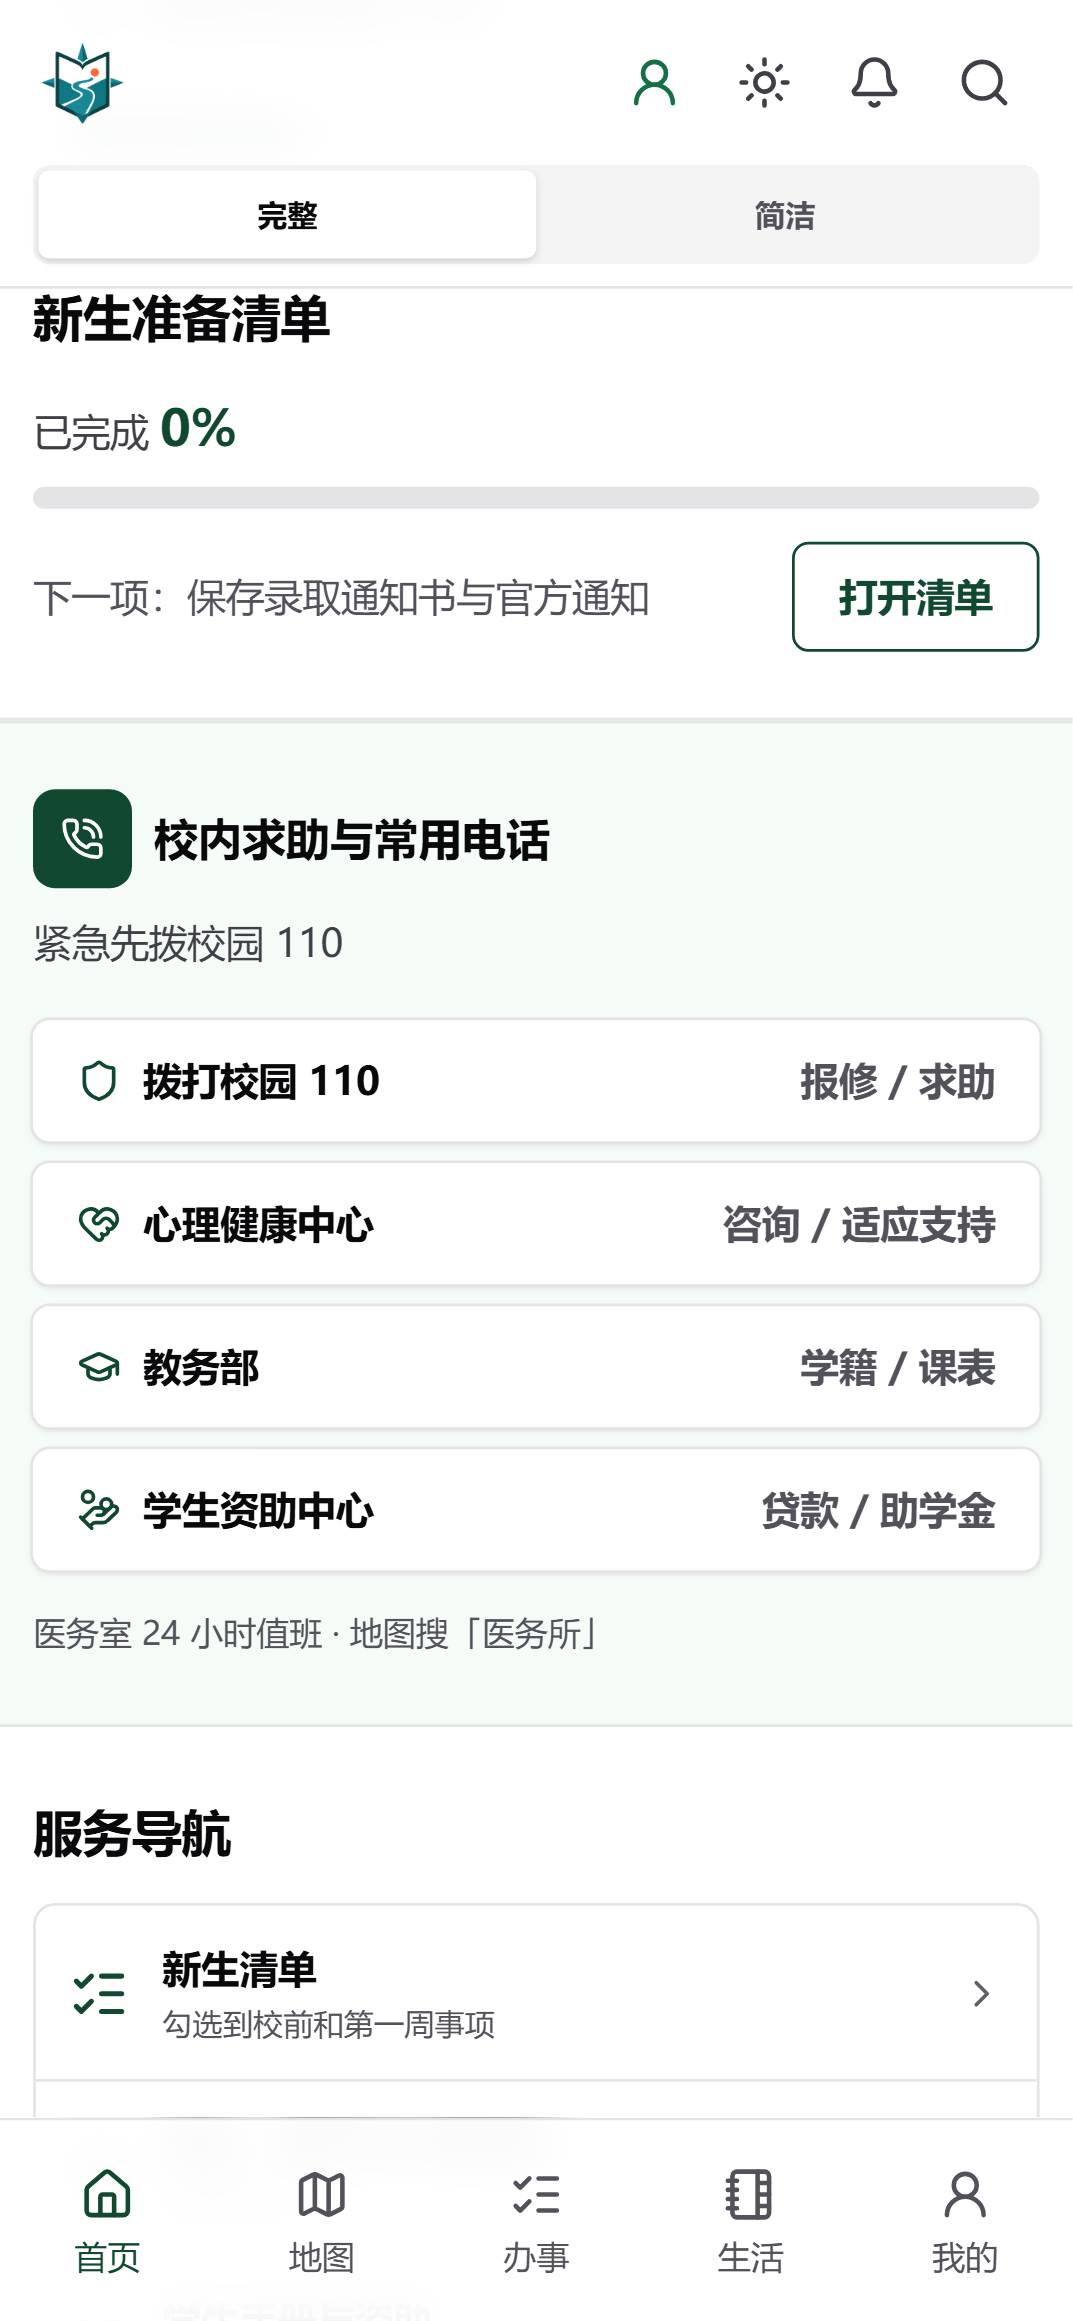 完整
简洁
新生准备清单
已完成 0%
下一项：保存录取通知书与官方通知
打开清单
校内求助与常用电话
紧急先拨校园 110
拨打校园 110
报修 / 求助
心理健康中心
咨询 / 适应支持
教务部
学籍 / 课表
学生资助中心
贷款 / 助学金
医务室 24 小时值班 · 地图搜「医务所」
服务导航
新生清单
勾选到校前和第一周事项
首页
地图
办事
生活
我的